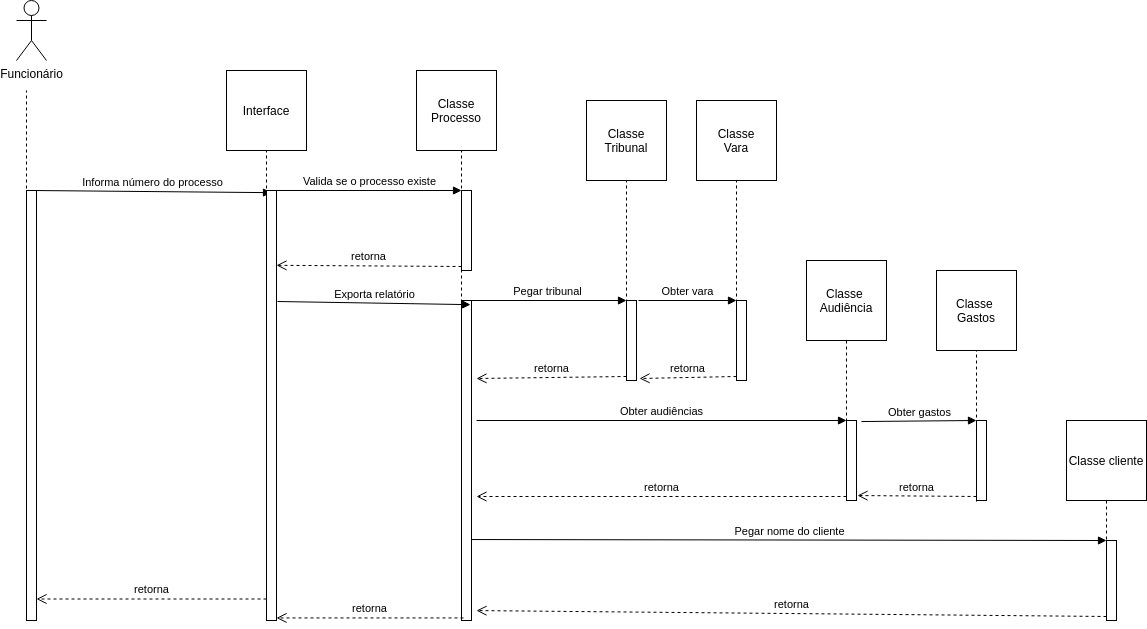 Funcionário
Interface
Classe
Processo
Classe
Tribunal
Classe
Vara
Informa número do processo
Valida se o processo existe
retorna
Classe
Audiência
Classe
Gastos
Exporta relatório
Pegar tribunal
Obter vara
retorna
retorna
Obter audiências
Obter gastos
Classe cliente
retorna
retorna
Pegar nome do cliente
retorna
retorna
retorna